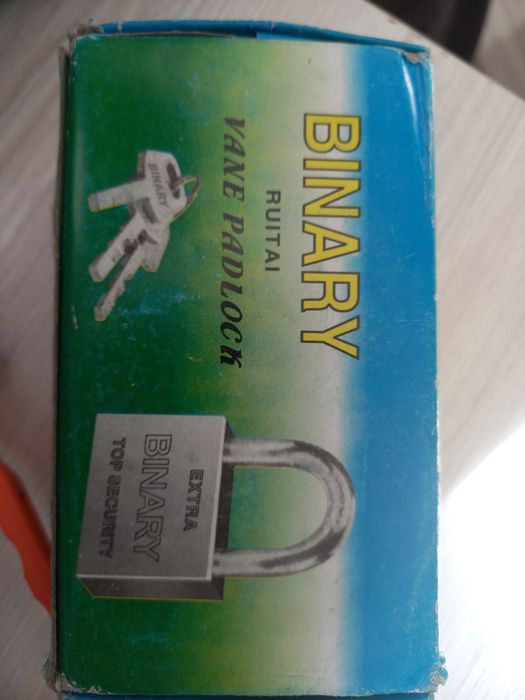 BINARY
RUITAI
VANE PADLOCK
BINARY
EXTRA
BINARY
TOP SECURITY